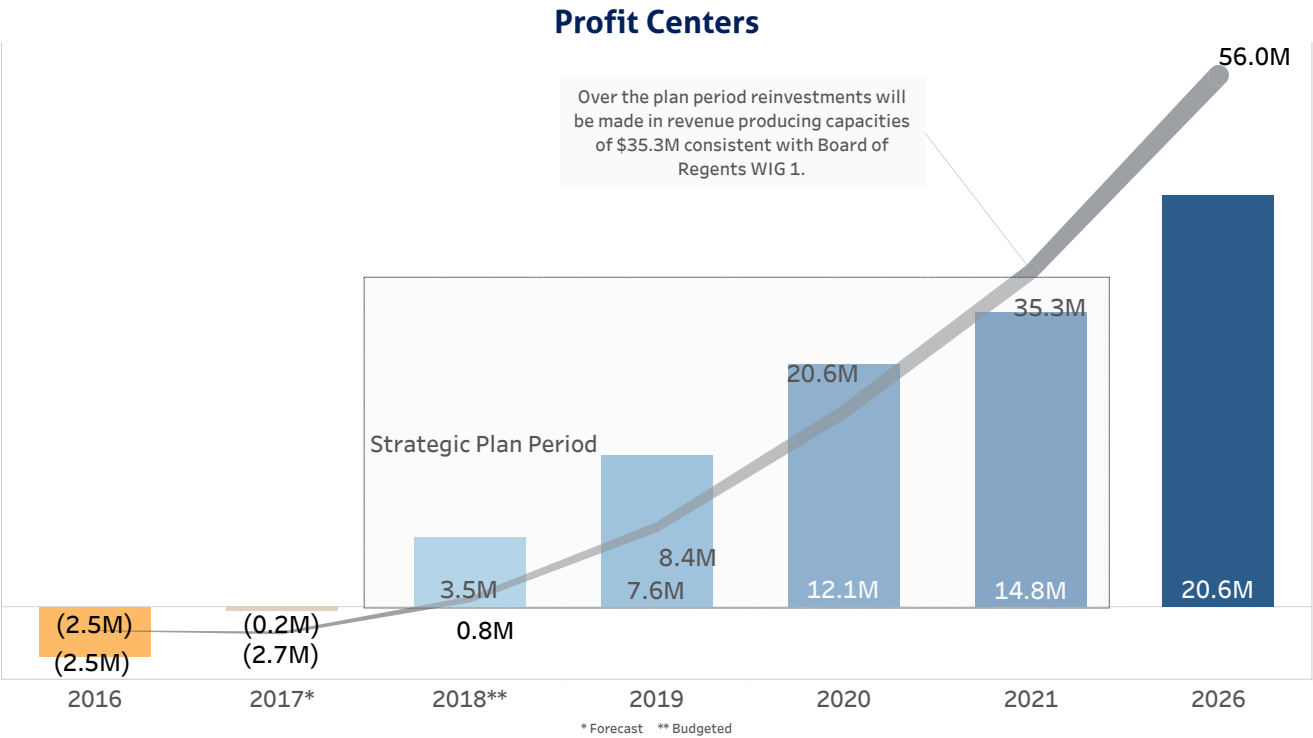 Profit Centers
56.0M
Over the plan period reinvestments will
be made in revenue producing capacities
of $35.3M consistent with Board of
Regents WIG 1.
35.3M
20.6M
Strategic Plan Period
8.4M
3.5M
7.6M
12.1M
14.8M
20.6M
(2.5M)
(0.2M)
0.8M
(2.5M)
(2.7M)
2016
2017*
2018**
2019
2020
2021
2026
* Forecast ** Budgeted